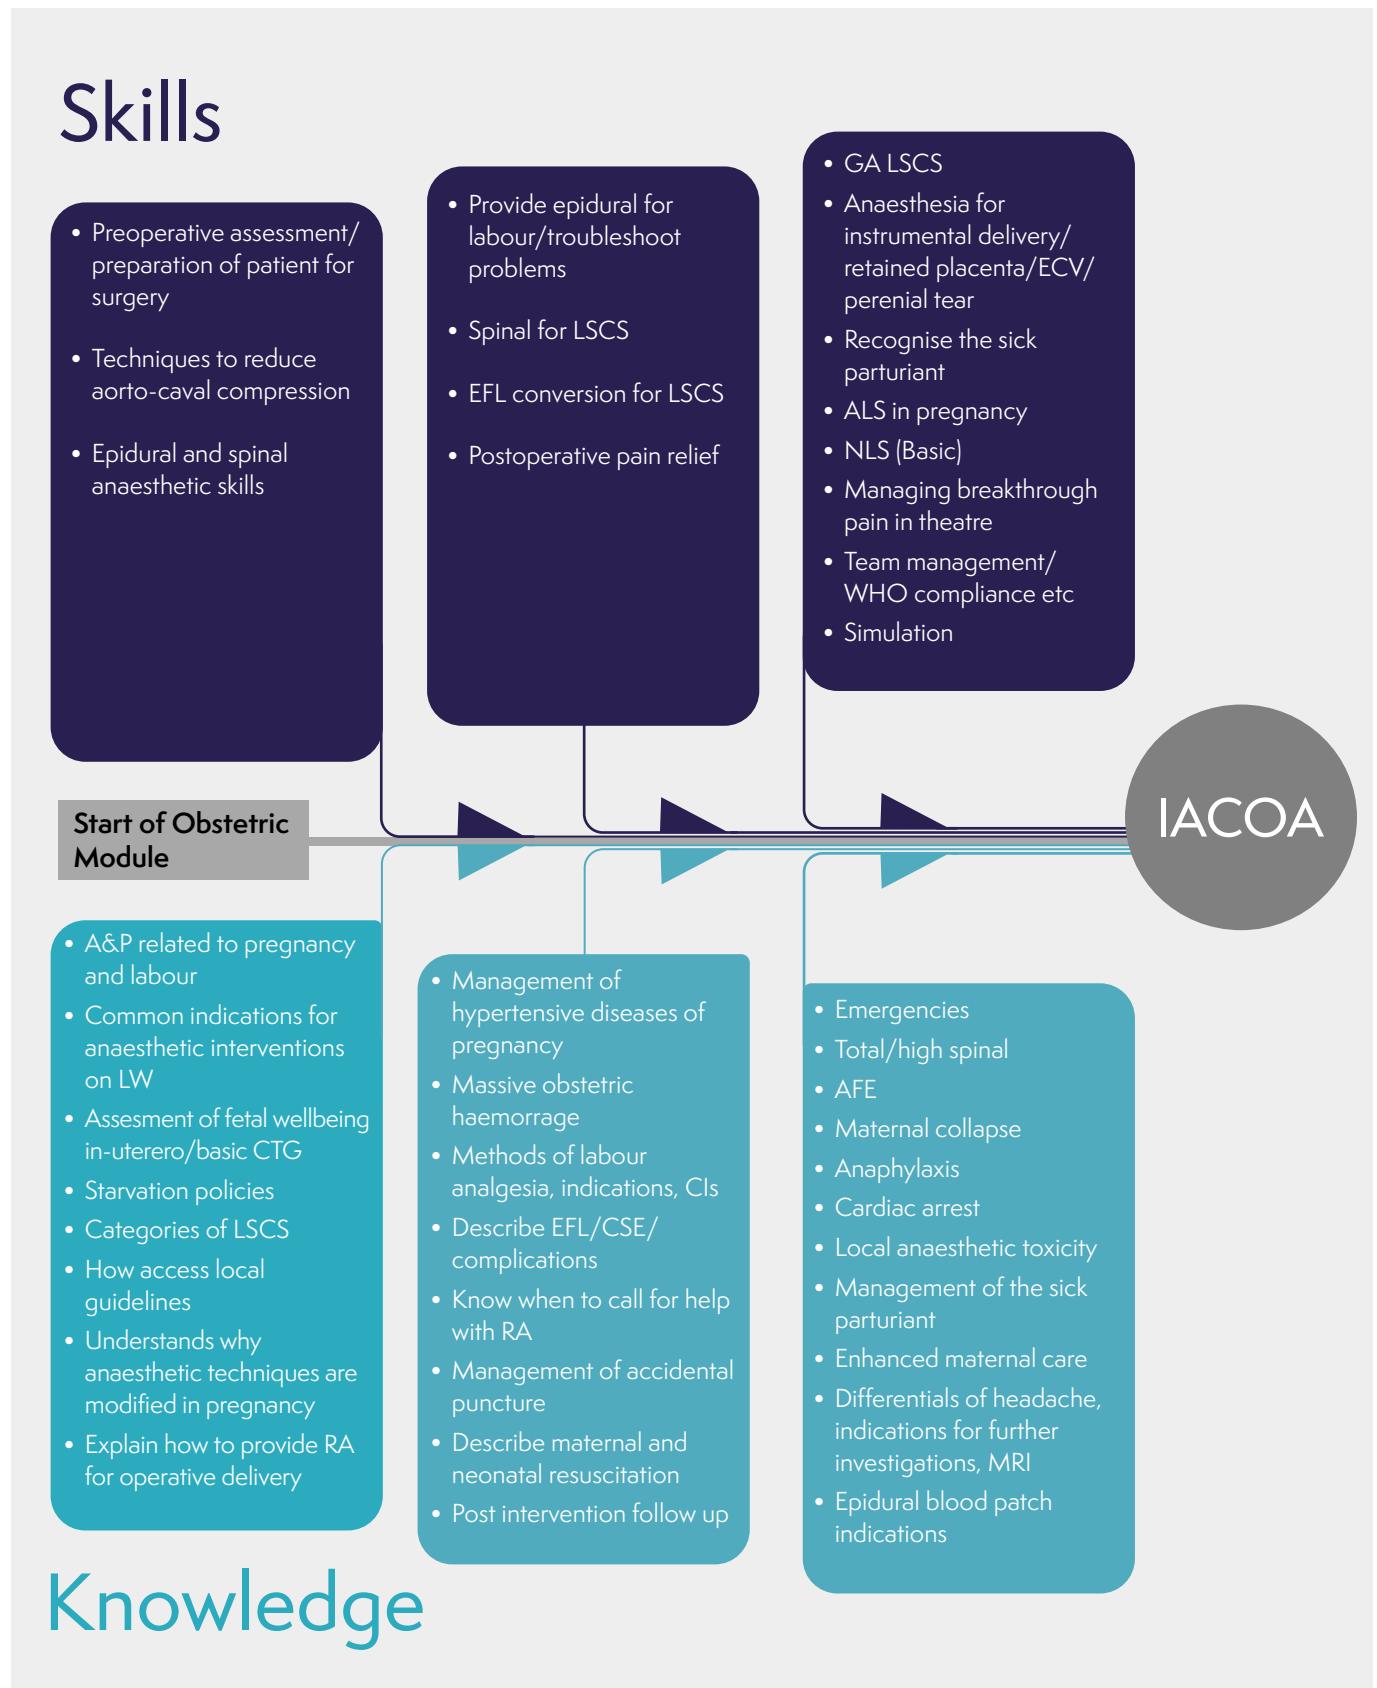 Skills
• Preoperative assessment/
preparation of patient for
surgery
• Techniques to reduce
aorto-caval compression
• Epidural and spinal
anaesthetic skills
• Provide epidural for
labour/troubleshoot
problems
• Spinal for LSCS
• EFL conversion for LSCS
• Postoperative pain relief
• GA LSCS
• Anaesthesia for
instrumental delivery/
retained placenta/ECV/
perenial tear
• Recognise the sick
parturiant
• ALS in pregnancy
• NLS (Basic)
• Managing breakthrough
pain in theatre
• Team management/
WHO compliance etc
• Simulation
Start of Obstetric
Module
IACOA
• A&P related to pregnancy
and labour
• Common indications for
anaesthetic interventions
on LW
• Assesment of fetal wellbeing
in-uterero/basic CTG
• Starvation policies
• Categories of LSCS
• How access local
guidelines
• Understands why
anaesthetic techniques are
modified in pregnancy
• Explain how to provide RA
for operative delivery
• Management of
hypertensive diseases of
pregnancy
• Massive obstetric
haemorrage
• Methods of labour
analgesia, indications, CIs
• Describe EFL/CSE/
complications
• Know when to call for help
with RA
• Management of accidental
puncture
• Describe maternal and
neonatal resuscitation
• Post intervention follow up
• Emergencies
• Total/high spinal
• AFE
• Maternal collapse
• Anaphylaxis
• Cardiac arrest
• Local anaesthetic toxicity
• Management of the sick
parturiant
• Enhanced maternal care
• Differentials of headache,
indications for further
investigations, MRI
• Epidural blood patch
indications
Knowledge